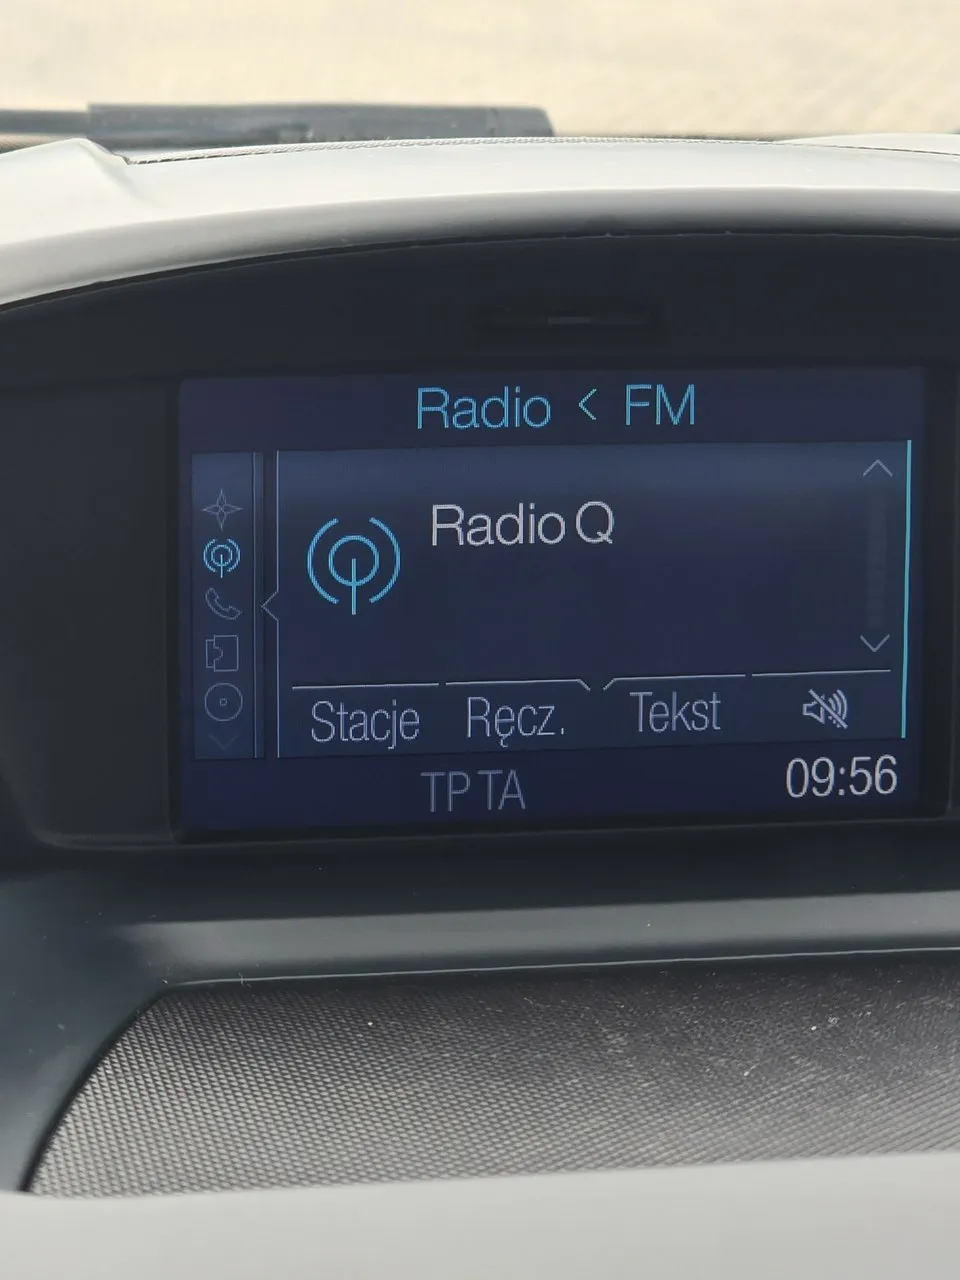 Radio < FM
Radio Q
Stacje Ręcz. Tekst
TP TA 09:56